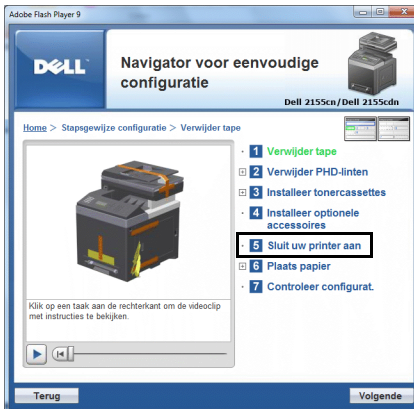 Adobe Flash Player 9
DELL
Navigator voor eenvoudige
configuratie
Dell 2155cn/Dell 2155cdn
Home > Stapsgewijze configuratie > Verwijder tape
1 Verwijder tape
2 Verwijder PHD-linten
3 Installeer tonercassettes
4 Installeer optionele
accessoires
5 Sluit uw printer aan
6 Plaats papier
7 Controleer configurat.
Klik op een taak aan de rechterkant om de videoclip
met instructies te bekijken.
Terug
Volgende